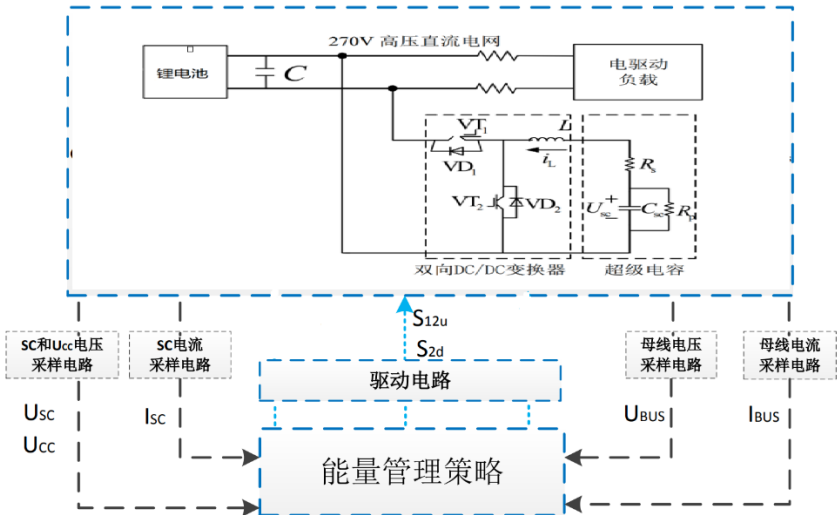 270V 高压直流电网
锂电池
C
电驱动
负载
VT1
L
VD1
iL
Rs
VT2
VD2
Usc
+
Csc
Rp
双向DC/DC变换器
超级电容
SC和Ucc电压
采样电路
SC电流
采样电路
S12u
S2d
母线电压
采样电路
母线电流
采样电路
驱动电路
USC
UCC
ISC
UBUS
IBUS
能量管理策略